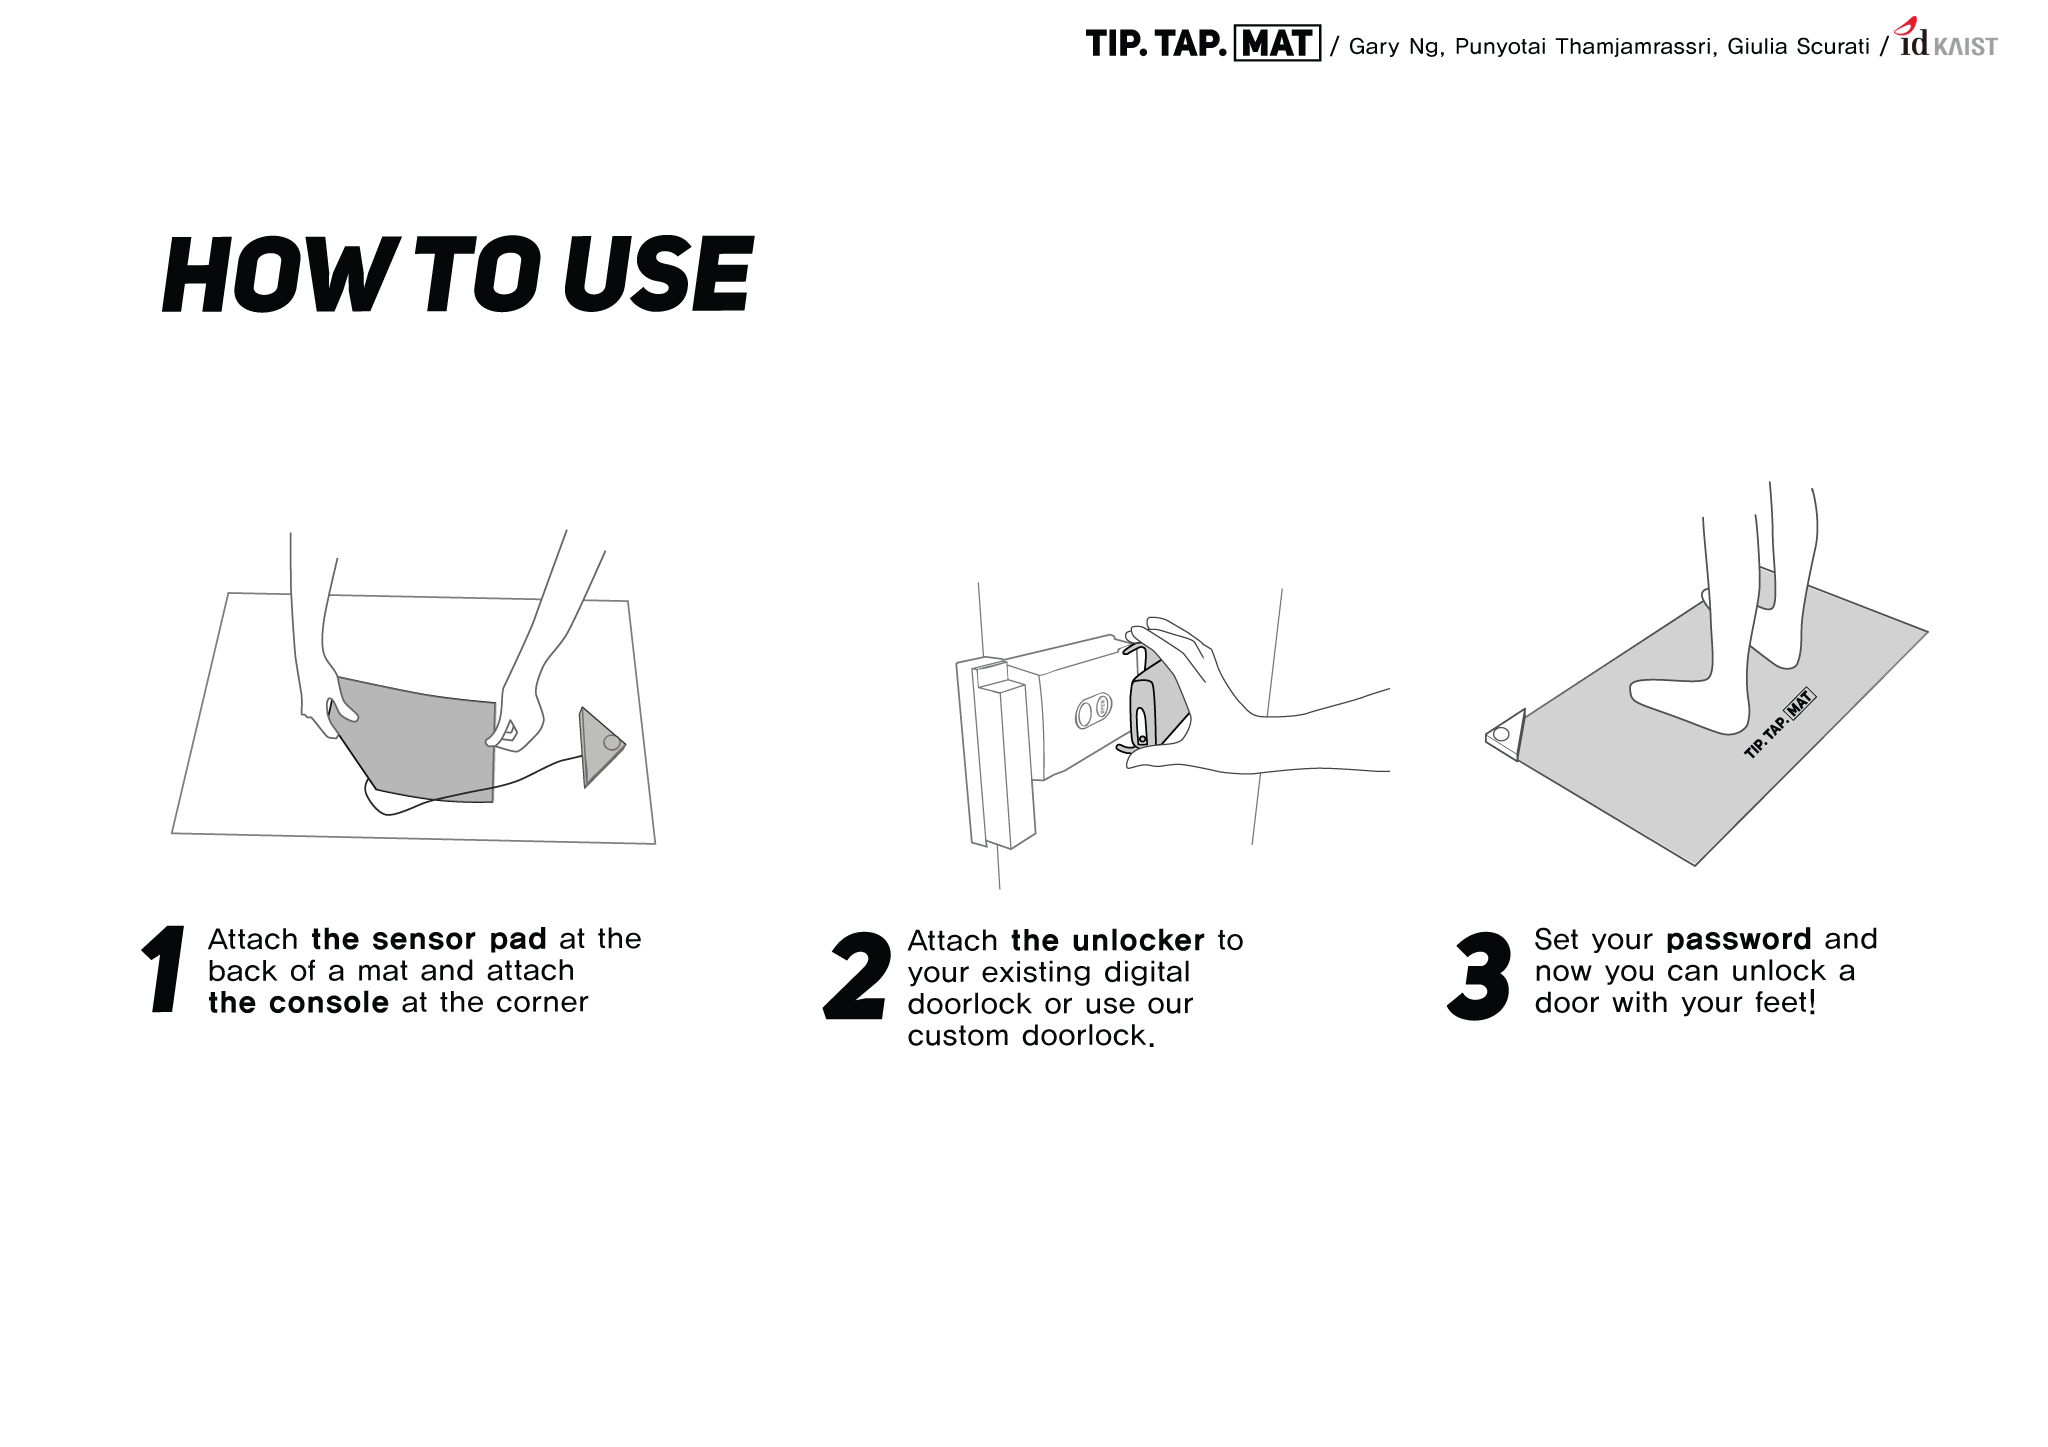 TIP. TAP. MAT / Gary Ng, Punyotai Thamjamrassri, Giulia Scurati / id KAIST
HOW TO USE
1
Attach the sensor pad at the
back of a mat and attach
the console at the corner
2
Attach the unlocker to
your existing digital
doorlock or use our
custom doorlock.
TIP. TAP. MAT
3
Set your password and
now you can unlock a
door with your feet!